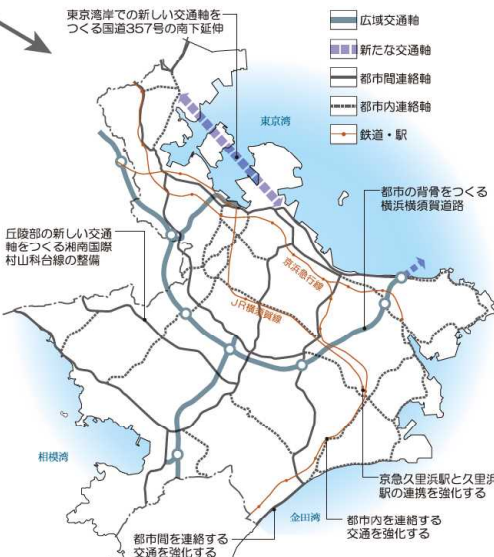 東京湾岸での新しい交通軸を
つくる国道357号の南下延伸
広域交通軸
新たな交通軸
都市間連絡軸
都市内連絡軸
鉄道・駅
東京湾
都市の背骨をつくる
横浜横須賀道路
丘陵部の新しい交通
軸をつくる湘南国際
村山科台線の整備
京浜急行線
JR横須賀線
相模湾
京急久里浜駅と久里浜
駅の連携を強化する
金田湾
都市内を連絡する
交通を強化する
都市間を連絡する
交通を強化する